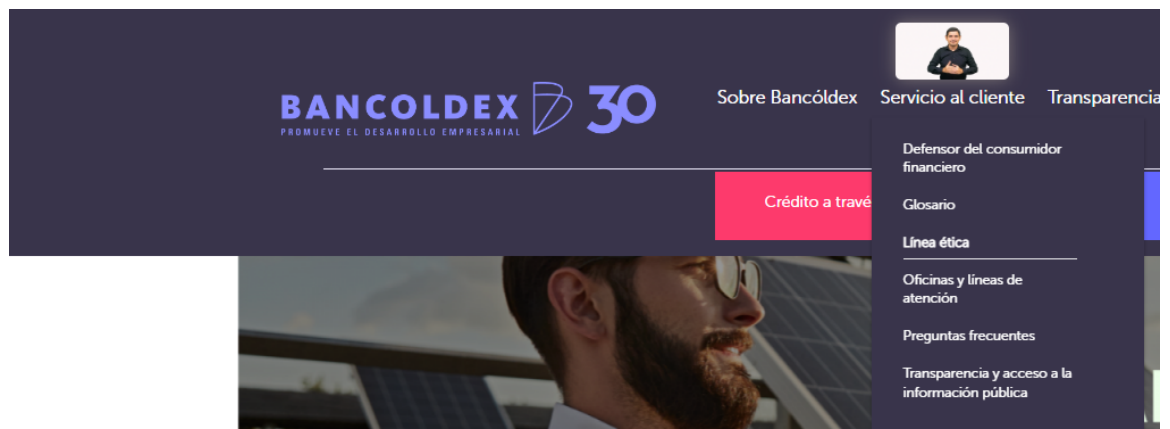 BANCOLDEX
PROMUEVE EL DESARROLLO EMPRESARIAL
30
Sobre Bancóldex
Servicio al cliente
Transparencia
Defensor del consumidor
financiero
Glosario
Línea ética
Oficinas y líneas de
atención
Preguntas frecuentes
Transparencia y acceso a la
información pública
Crédito a travé